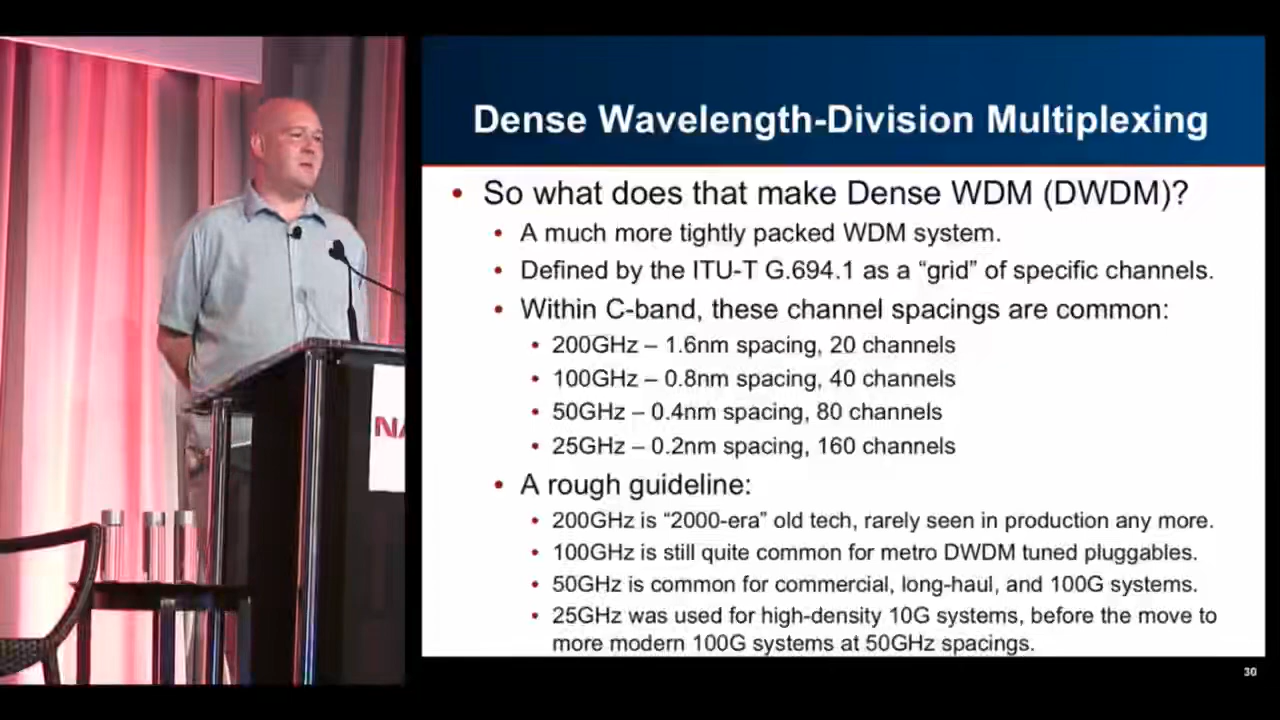 Dense Wavelength-Division Multiplexing
• So what does that make Dense WDM (DWDM)?
• A much more tightly packed WDM system.
• Defined by the ITU-T G.694.1 as a “grid” of specific channels.
• Within C-band, these channel spacings are common:
• 200GHz – 1.6nm spacing, 20 channels
• 100GHz – 0.8nm spacing, 40 channels
• 50GHz – 0.4nm spacing, 80 channels
• 25GHz – 0.2nm spacing, 160 channels
• A rough guideline:
• 200GHz is “2000-era” old tech, rarely seen in production any more.
• 100GHz is still quite common for metro DWDM tuned pluggables.
• 50GHz is common for commercial, long-haul, and 100G systems.
• 25GHz was used for high-density 10G systems, before the move to
more modern 100G systems at 50GHz spacings.
30